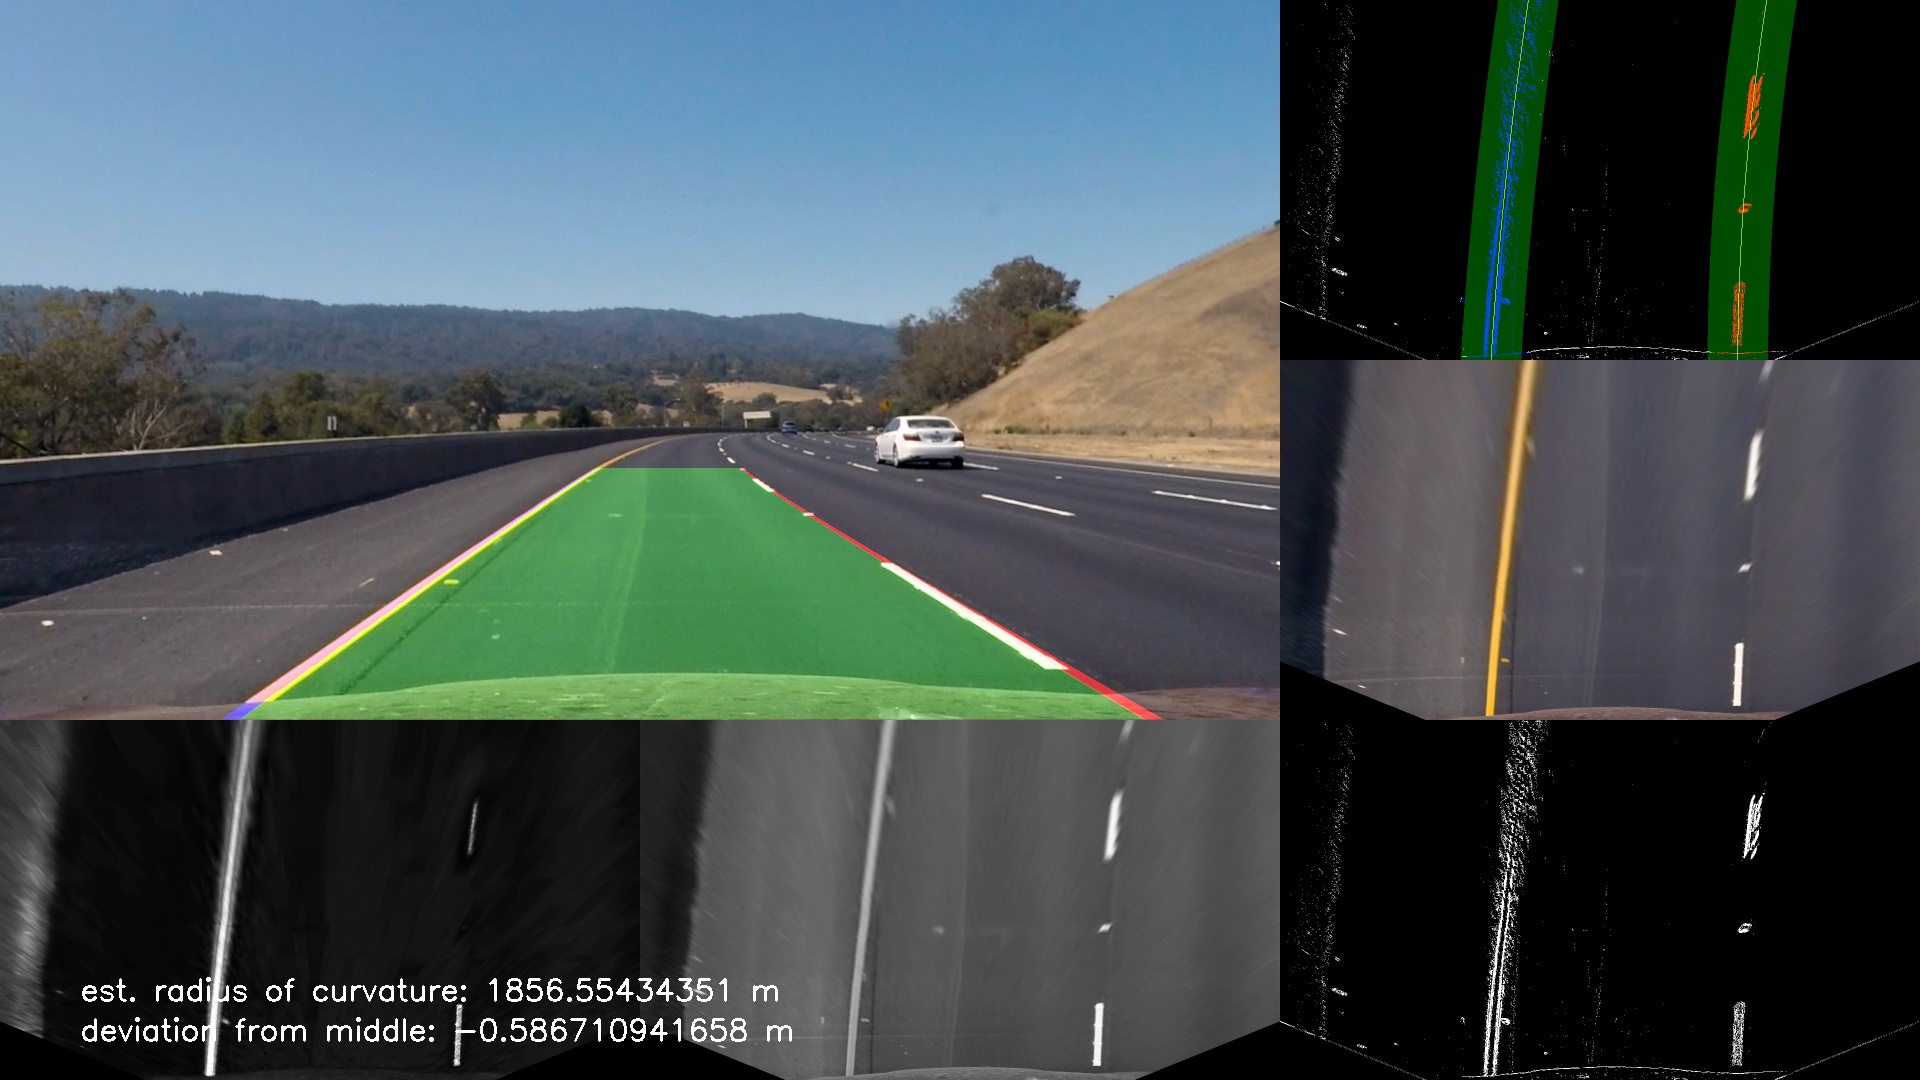 est. radius of curvature: 1856.55434351 m
deviation from middle: -0.586710941658 m